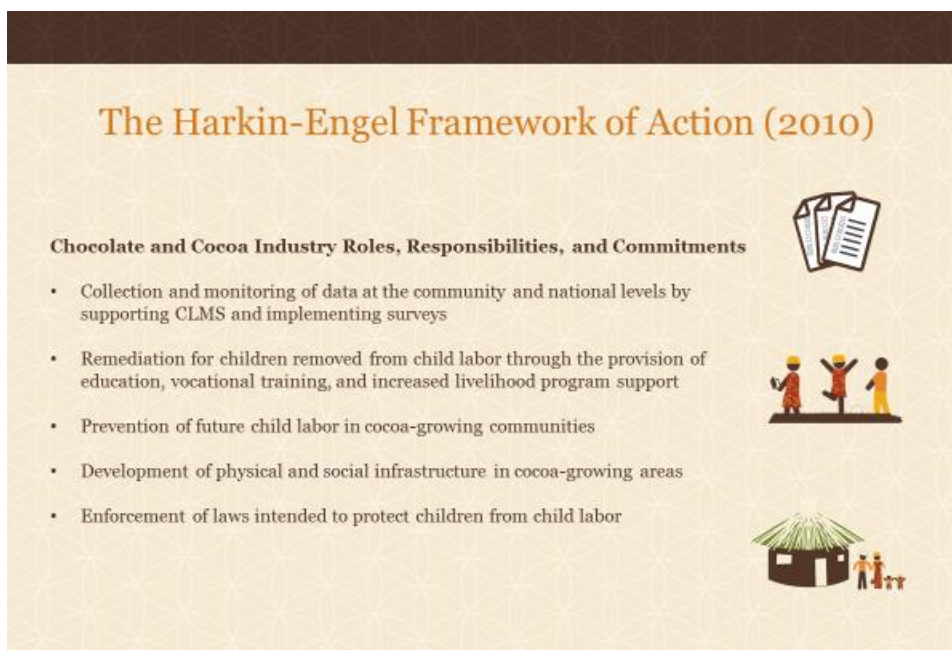 The Harkin-Engel Framework of Action (2010)
Chocolate and Cocoa Industry Roles, Responsibilities, and Commitments
• Collection and monitoring of data at the community and national levels by
supporting CLMS and implementing surveys
• Remediation for children removed from child labor through the provision of
education, vocational training, and increased livelihood program support
• Prevention of future child labor in cocoa-growing communities
• Development of physical and social infrastructure in cocoa-growing areas
• Enforcement of laws intended to protect children from child labor